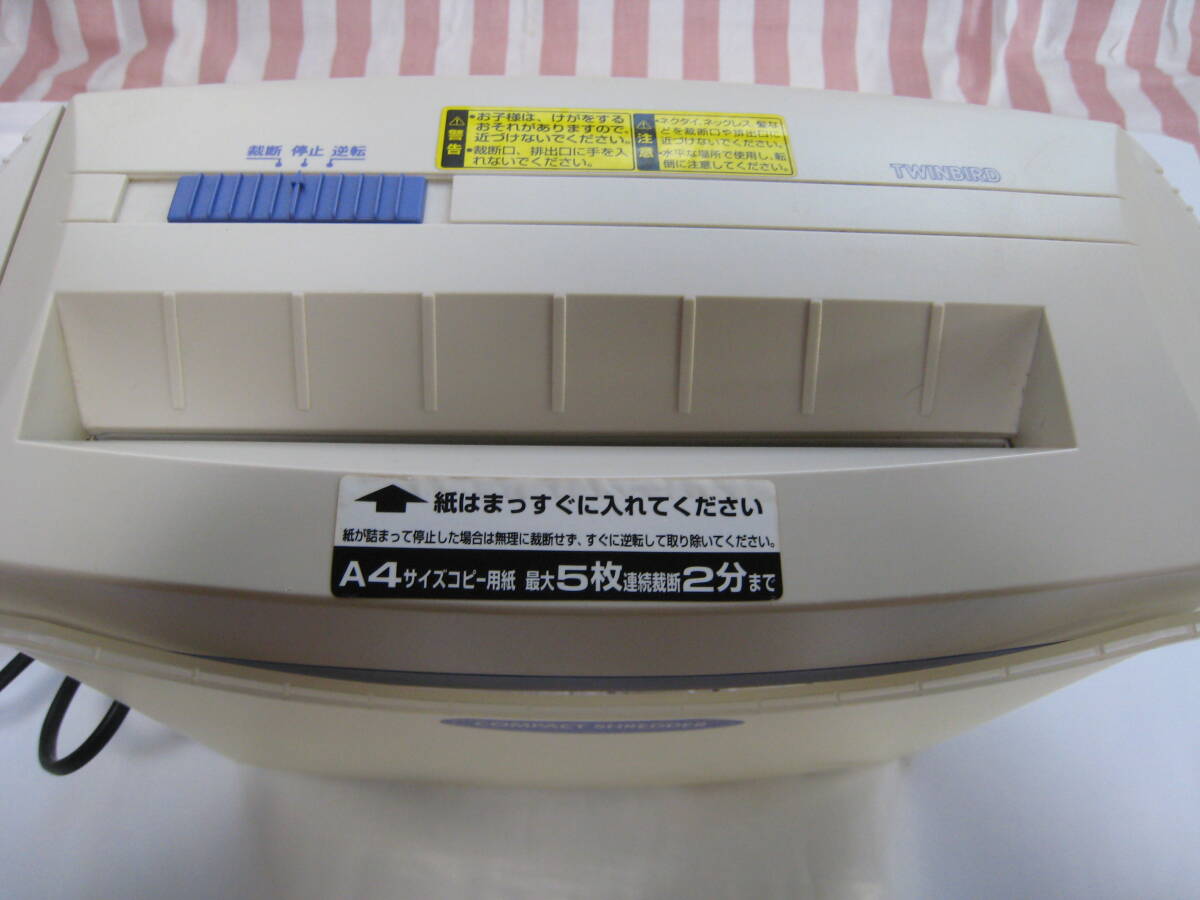 裁断 停止 逆転
警告
・お子様は、けがをする
おそれがありますので
近づけないでください。
・裁断口、排出口に手を入
れないでください。
注意
・ネクタイ、ネックレス、髪な
どを裁断口や排出口に
近づけないでください。
・水平な場所で使用し、転
倒に注意してください。
TWINBIRD
紙はまっすぐに入れてください
紙が詰まって停止した場合は無理に裁断せず、すぐに逆転して取り除いてください。
A4サイズコピー用紙 最大5枚連続裁断2分まで
COMPACT SHREDDER